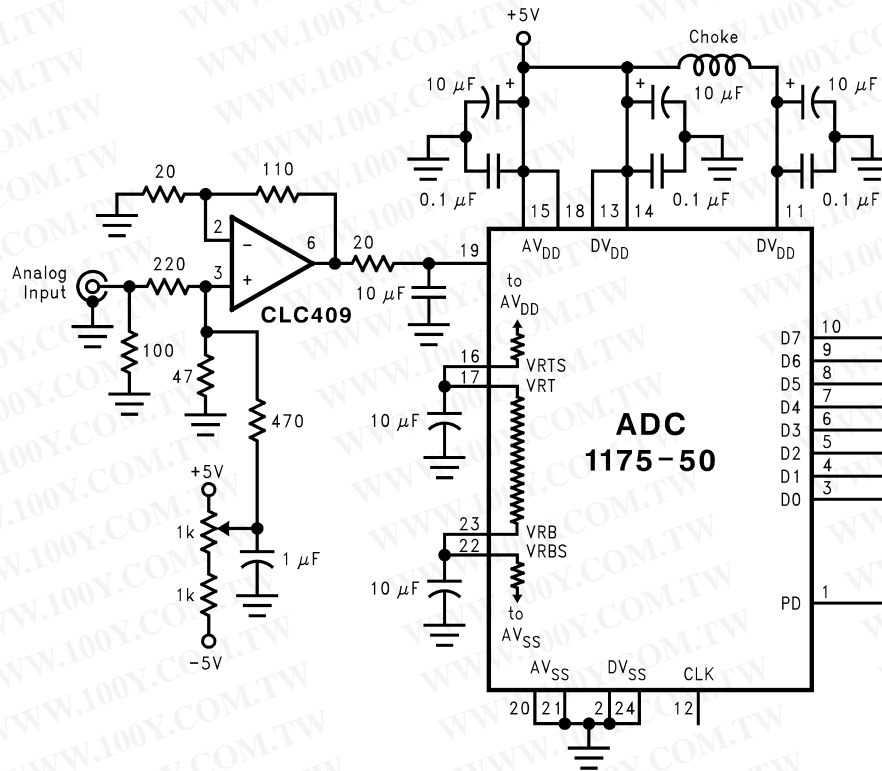 +5V
Choke
10 μF
+
+
10 μF
+
10 μF
0.1 μF
0.1 μF
0.1 μF
15
18
13
14
11
AVDD
DVDD
DVDD
20
110
2
−
6
20
19
3
+
220
Analog
Input
CLC409
10 μF
100
47
470
to
AVDD
16
VRTS
17
VRT
10 μF
ADC
1175-50
D7
10
D6
9
D5
8
D4
7
D3
6
D2
5
D1
4
D0
3
+5V
1k
1 μF
1k
-5V
23
VRB
22
VRBS
10 μF
to
AVSS
PD
1
AVSS
DVSS
CLK
20
21
2
24
12
WWW.100Y.COM.TW